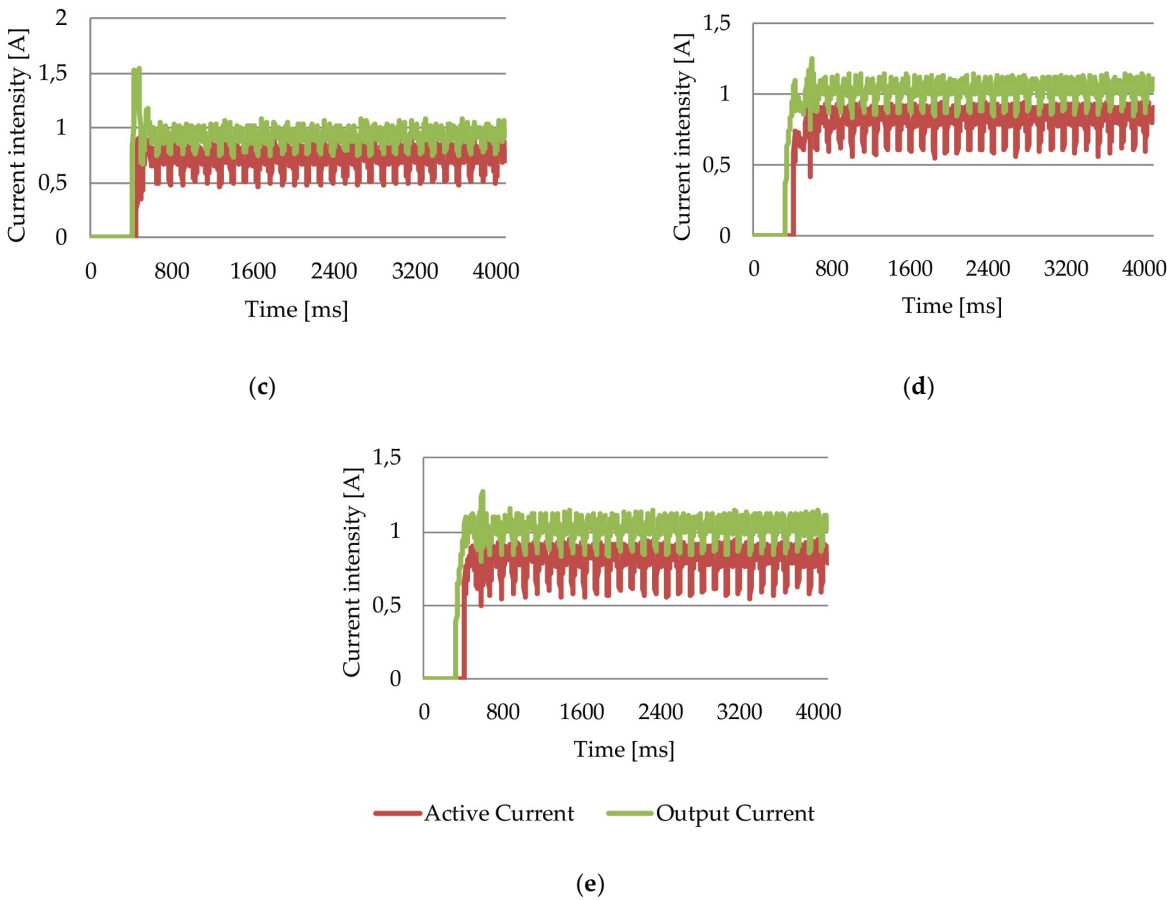 Current intensity [A]
2
1,5
1
0,5
0
0 800 1600 2400 3200 4000
Time [ms]
(c)
Current intensity [A]
1,5
1
0,5
0
0 800 1600 2400 3200 4000
Time [ms]
(d)
Current intensity [A]
1,5
1
0,5
0
0 800 1600 2400 3200 4000
Time [ms]
Active Current Output Current
(e)